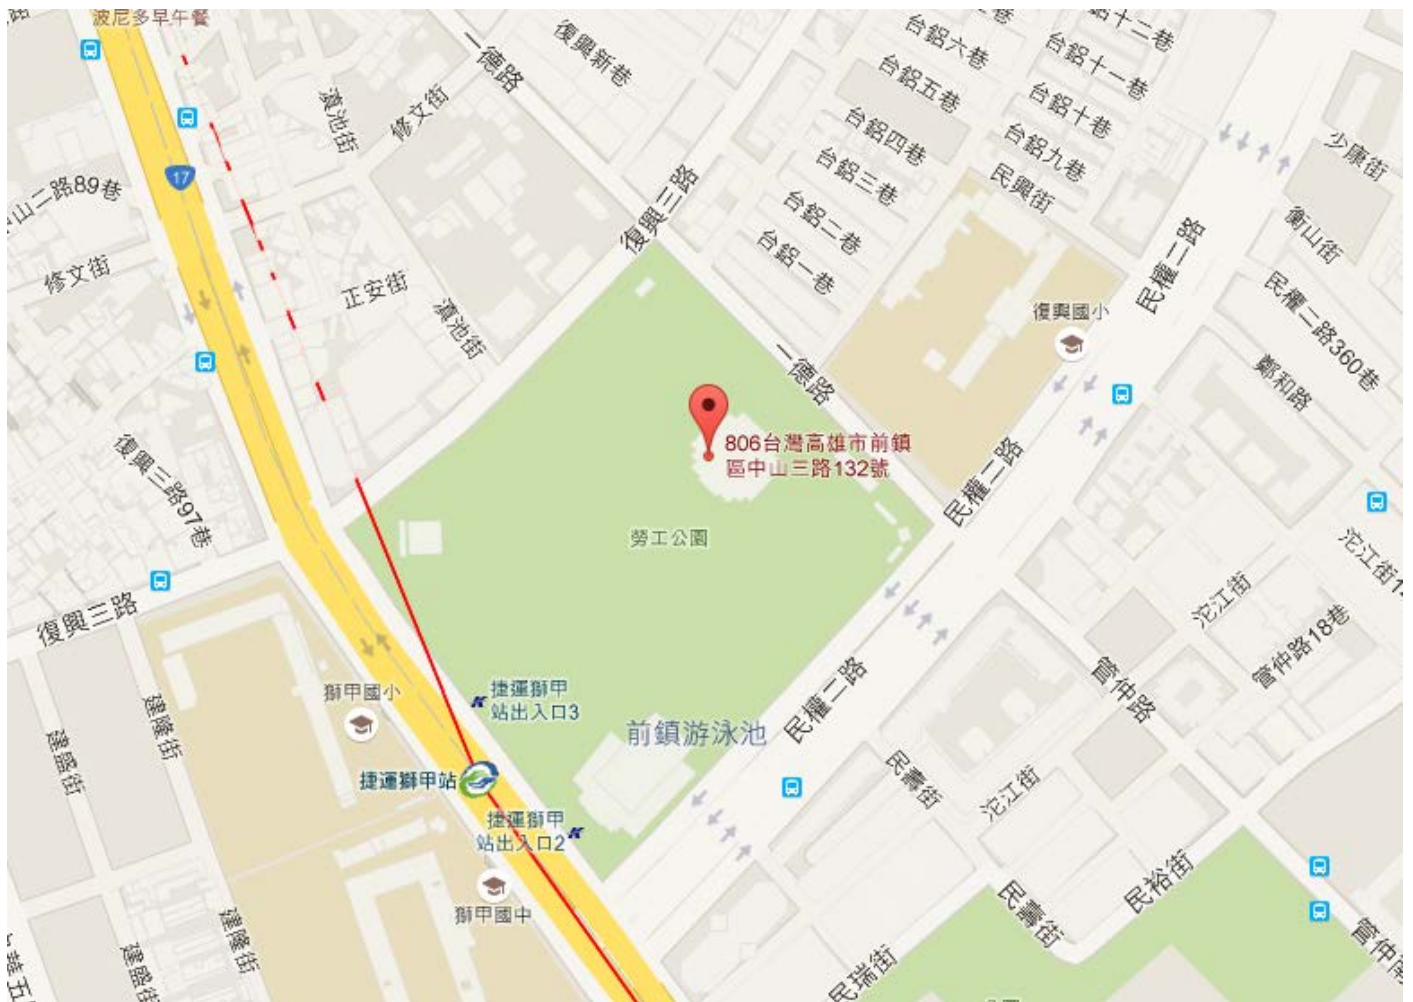 波尼多早午餐
一德路
復興新巷
台鋁六巷
台鋁十一巷
台鋁五巷
台鋁十巷
滇池街
修文街
台鋁四巷
台鋁九巷
少康街
17
台鋁三巷
民興街
山二路89巷
復興三路
台鋁二巷
衡山街
台鋁一巷
民權二路
修文街
正安街
民權二路360巷
滇池街
復興國小
一德路
鄭和路
806台灣高雄市前鎮
區中山三路132號
復興三路97巷
民權二路
勞工公園
沱江街
復興三路
沱江街
管仲路18巷
管仲路
獅甲國小
捷運獅甲
站出入口3
民權二路
建隆街
前鎮游泳池
建盛街
捷運獅甲站
民壽街
沱江街
捷運獅甲
站出入口2
民裕街
獅甲國中
民壽街
建隆街
建盛街
民瑞街
管仲南